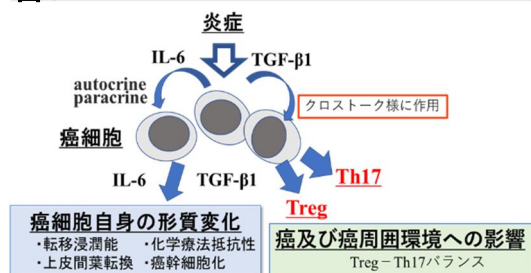 炎症
IL-6
TGF-β1
autocrine
paracrine
クロストーク様に作用
癌細胞
Th17
IL-6
TGF-β1
Treg
癌細胞自身の形質変化
・転移浸潤能 ・化学療法抵抗性
・上皮間葉転換 ・癌幹細胞化
癌及び癌周囲環境への影響
Treg－Th17バランス